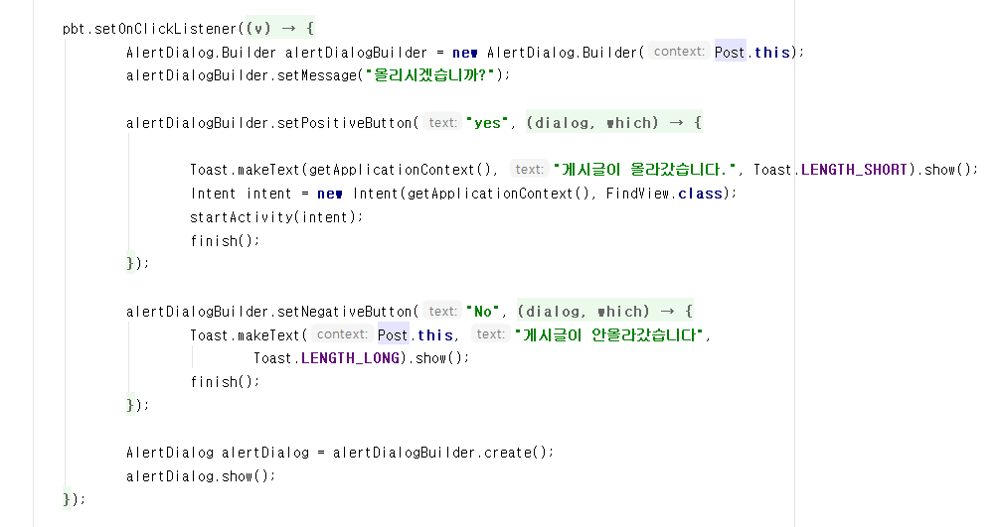 pbt.setOnClickListener((v) → {
AlertDialog.Builder alertDialogBuilder = new AlertDialog.Builder( context: Post.this);
alertDialogBuilder.setMessage("올리시겠습니까?");
alertDialogBuilder.setPositiveButton( text: "yes", (dialog, which) → {
Toast.makeText(getApplicationContext(), text: "게시글이 올라갔습니다.", Toast.LENGTH_SHORT).show();
Intent intent = new Intent(getApplicationContext(), FindView.class);
startActivity(intent);
finish();
});
alertDialogBuilder.setNegativeButton( text: "No", (dialog, which) → {
Toast.makeText( context: Post.this, text: "게시글이 안올라갔습니다",
Toast.LENGTH_LONG).show();
finish();
});
AlertDialog alertDialog = alertDialogBuilder.create();
alertDialog.show();
});